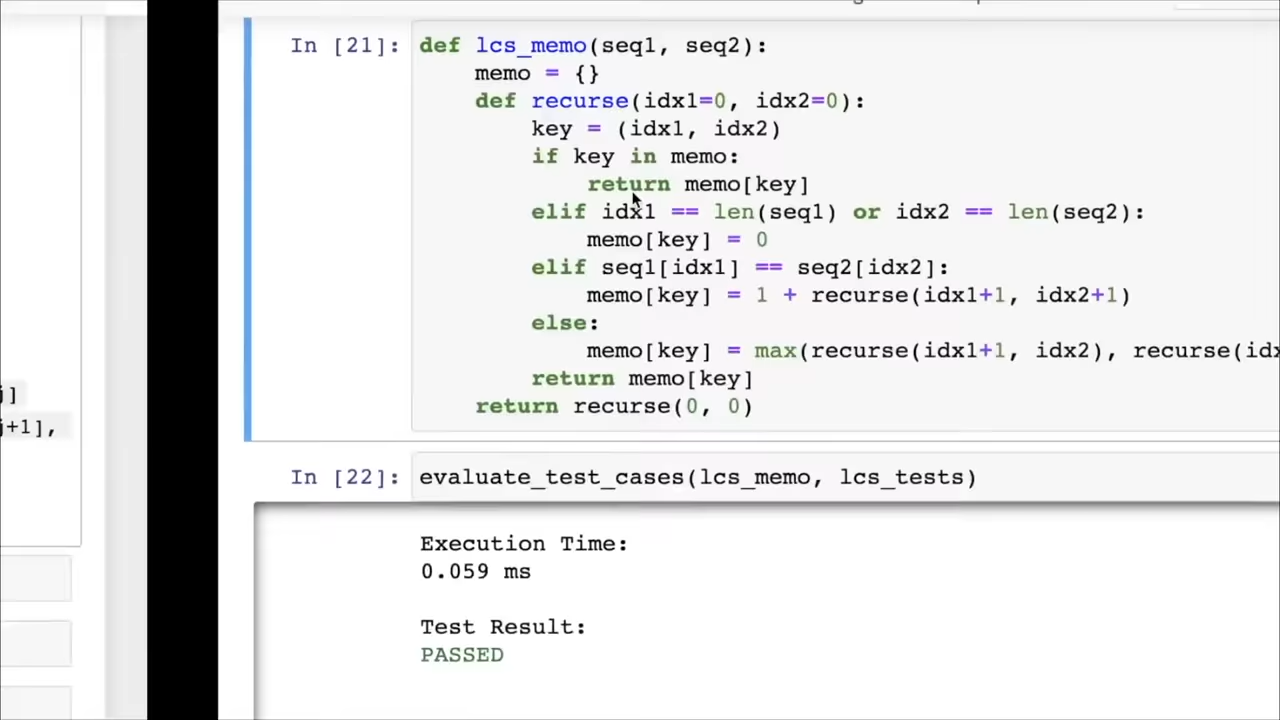 In [21]: def lcs_memo(seq1, seq2):
memo = {}
def recurse(idx1=0, idx2=0):
key = (idx1, idx2)
if key in memo:
return memo[key]
elif idx1 == len(seq1) or idx2 == len(seq2):
memo[key] = 0
elif seq1[idx1] == seq2[idx2]:
memo[key] = 1 + recurse(idx1+1, idx2+1)
else:
memo[key] = max(recurse(idx1+1, idx2), recurse(idx
return memo[key]
return recurse(0, 0)
j]
j+1],
In [22]: evaluate_test_cases(lcs_memo, lcs_tests)
Execution Time:
0.059 ms
Test Result:
PASSED